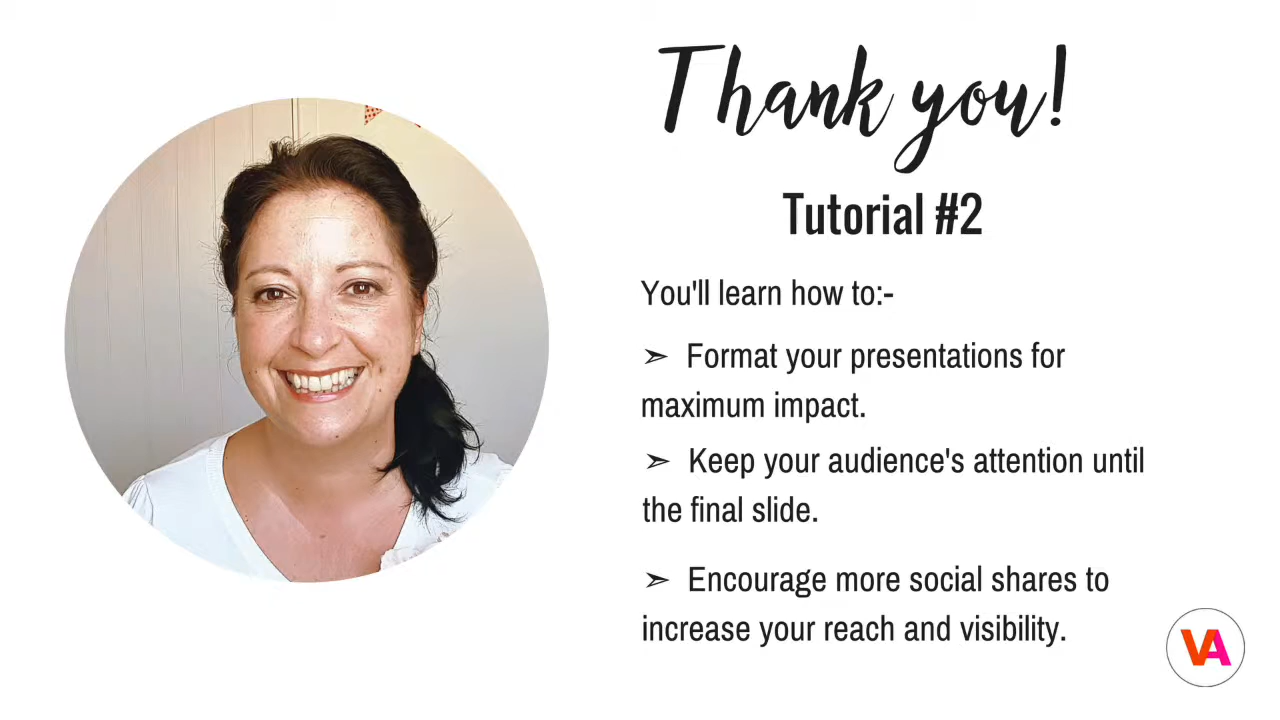 Thank you!
Tutorial #2
You'll learn how to:-
➣ Format your presentations for
maximum impact.
➣ Keep your audience's attention until
the final slide.
➣ Encourage more social shares to
increase your reach and visibility.
VA